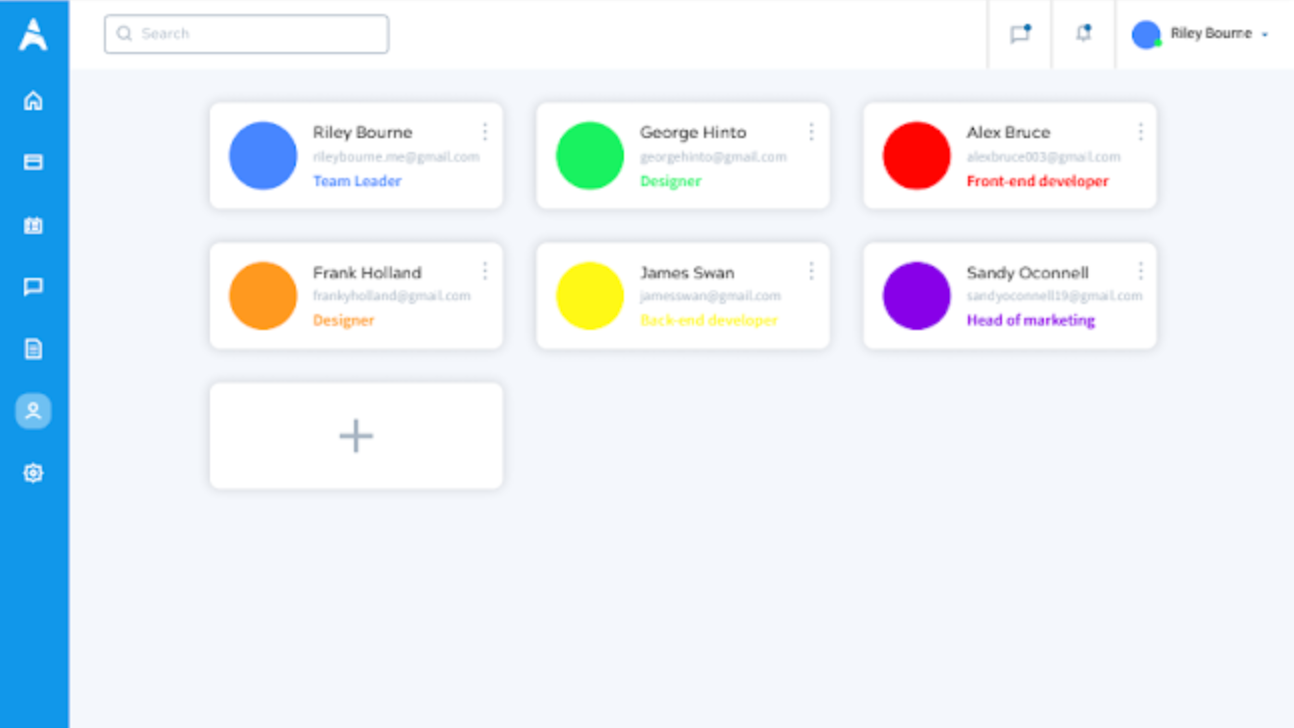 Search
Riley Bourne
Riley Bourne
rileybourne.me@gmail.com
Team Leader
George Hinto
georgehinto@gmail.com
Designer
Alex Bruce
alexbruce003@gmail.com
Front-end developer
Frank Holland
frankyholland@gmail.com
Designer
James Swan
jamesswan@gmail.com
Back-end developer
Sandy Oconnell
sandyoconnell19@gmail.com
Head of marketing